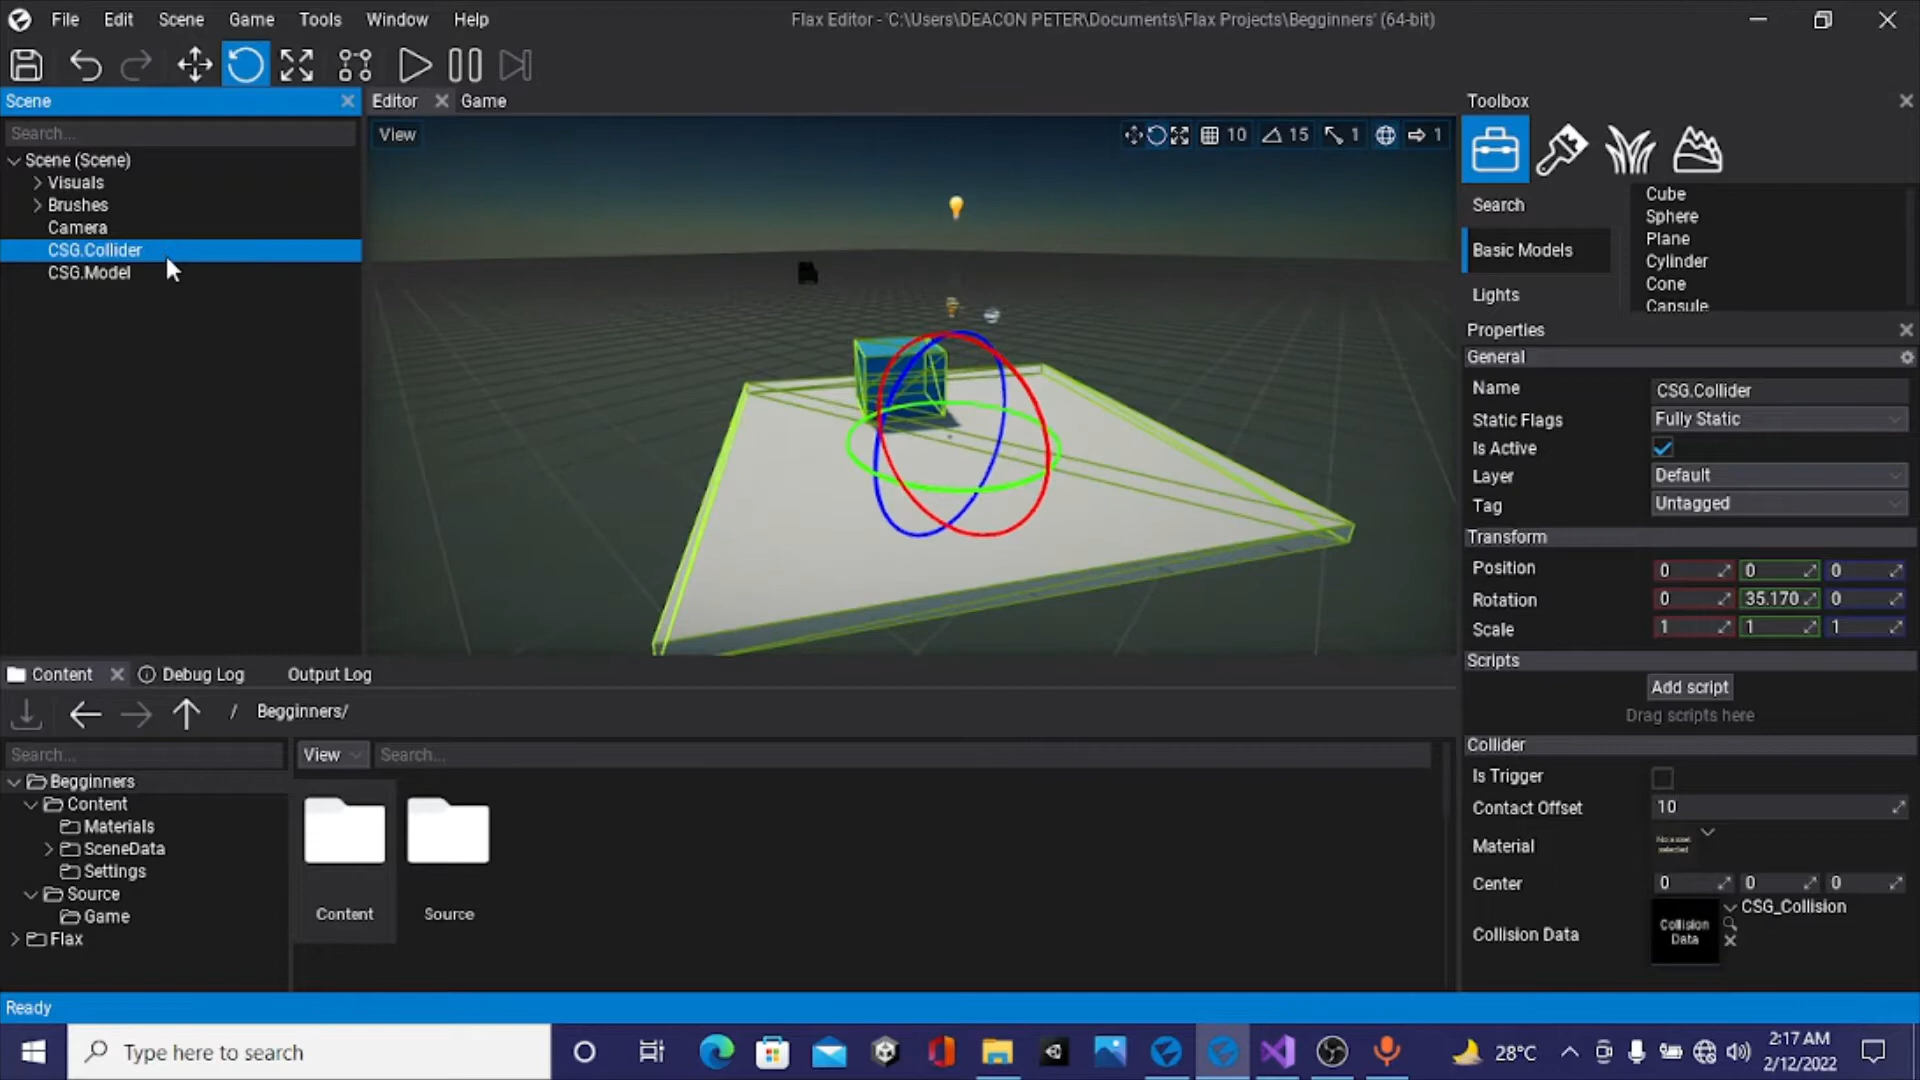 File Edit Scene Game Tools Window Help
Flax Editor - 'C:\Users\DEACON PETER\Documents\Flax Projects\Begginners' (64-bit)
Scene
Search...
Scene (Scene)
Visuals
Brushes
Camera
CSG.Collider
CSG.Model
Editor Game
View
10 15 1 1
Toolbox
Search
Basic Models
Lights
Cube
Sphere
Plane
Cylinder
Cone
Capsule
Properties
General
Name CSG.Collider
Static Flags Fully Static
Is Active
Layer Default
Tag Untagged
Transform
Position 0 0 0
Rotation 0 35.170 0
Scale 1 1 1
Scripts
Add script
Drag scripts here
Collider
Is Trigger
Contact Offset 10
Material No asset selected
Center 0 0 0
Collision Data Collision Data CSG_Collision
Content Debug Log Output Log
/ Begginners/
Search...
View Search...
Begginners
Content
Materials
SceneData
Settings
Source
Game
Flax
Content Source
Ready
Type here to search
28°C
2:17 AM
2/12/2022